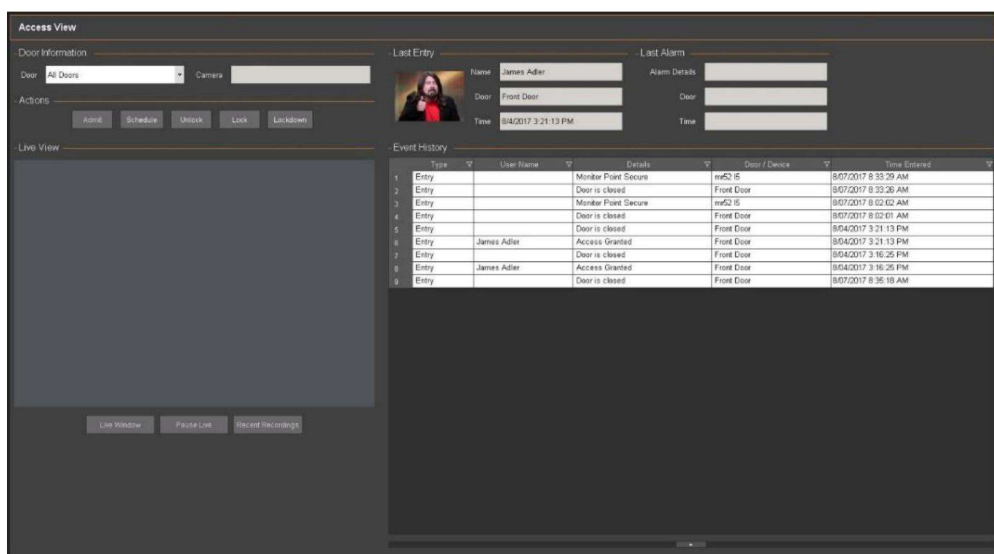 Access View
Door Information
Door All Doors Camera
Actions
Admit Schedule Unlock Lock Lockdown
Live View
Live Window Pause Live Recent Recordings
Last Entry
Name James Adler
Door Front Door
Time 8/4/2017 3:21:13 PM
Last Alarm
Alarm Details
Door
Time
Event History
Type User Name Details Door / Device Time Entered
1 Entry Monitor Point Secure mr52 I5 8/07/2017 8:33:29 AM
2 Entry Door is closed Front Door 8/07/2017 8:33:26 AM
3 Entry Monitor Point Secure mr52 I5 8/07/2017 8:02:02 AM
4 Entry Door is closed Front Door 8/07/2017 8:02:01 AM
5 Entry Door is closed Front Door 8/04/2017 3:21:13 PM
6 Entry James Adler Access Granted Front Door 8/04/2017 3:21:13 PM
7 Entry Door is closed Front Door 8/04/2017 3:16:25 PM
8 Entry James Adler Access Granted Front Door 8/04/2017 3:16:25 PM
9 Entry Door is closed Front Door 8/07/2017 8:35:18 AM